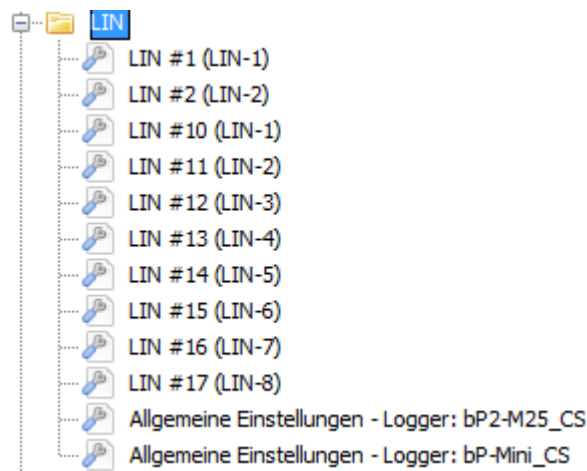 LIN
LIN #1 (LIN-1)
LIN #2 (LIN-2)
LIN #10 (LIN-1)
LIN #11 (LIN-2)
LIN #12 (LIN-3)
LIN #13 (LIN-4)
LIN #14 (LIN-5)
LIN #15 (LIN-6)
LIN #16 (LIN-7)
LIN #17 (LIN-8)
Allgemeine Einstellungen - Logger: bP2-M25_CS
Allgemeine Einstellungen - Logger: bP-Mini_CS